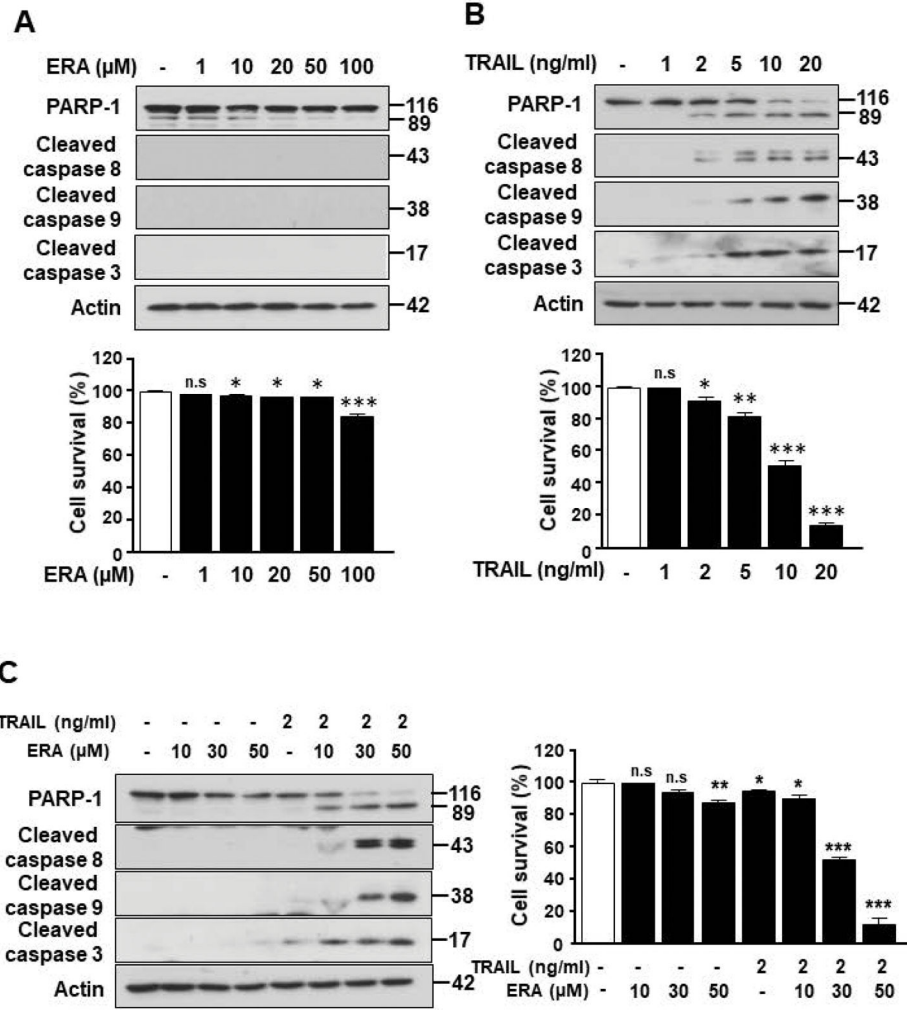 A
ERA (μM) - 1 10 20 50 100
PARP-1
116
89
Cleaved
caspase 8
43
Cleaved
caspase 9
38
Cleaved
caspase 3
17
Actin
42
120
100
80
60
40
20
0
Cell survival (%)
n.s * * * ***
ERA (μM) - 1 10 20 50 100
B
TRAIL (ng/ml) - 1 2 5 10 20
PARP-1
116
89
Cleaved
caspase 8
43
Cleaved
caspase 9
38
Cleaved
caspase 3
17
Actin
42
120
100
80
60
40
20
0
Cell survival (%)
n.s * ** *** ***
TRAIL (ng/ml) - 1 2 5 10 20
C
TRAIL (ng/ml) - - - - 2 2 2 2
ERA (μM) - 10 30 50 - 10 30 50
PARP-1
116
89
Cleaved
caspase 8
43
Cleaved
caspase 9
38
Cleaved
caspase 3
17
Actin
42
120
100
80
60
40
20
0
Cell survival (%)
n.s n.s ** * * *** ***
TRAIL (ng/ml) - - - - 2 2 2 2
ERA (μM) - 10 30 50 - 10 30 50